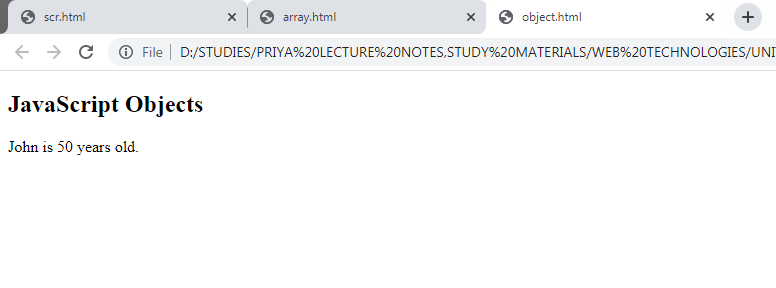 scr.html
array.html
object.html
File
D:/STUDIES/PRIYA%20LECTURE%20NOTES,STUDY%20MATERIALS/WEB%20TECHNOLOGIES/UNI
JavaScript Objects
John is 50 years old.